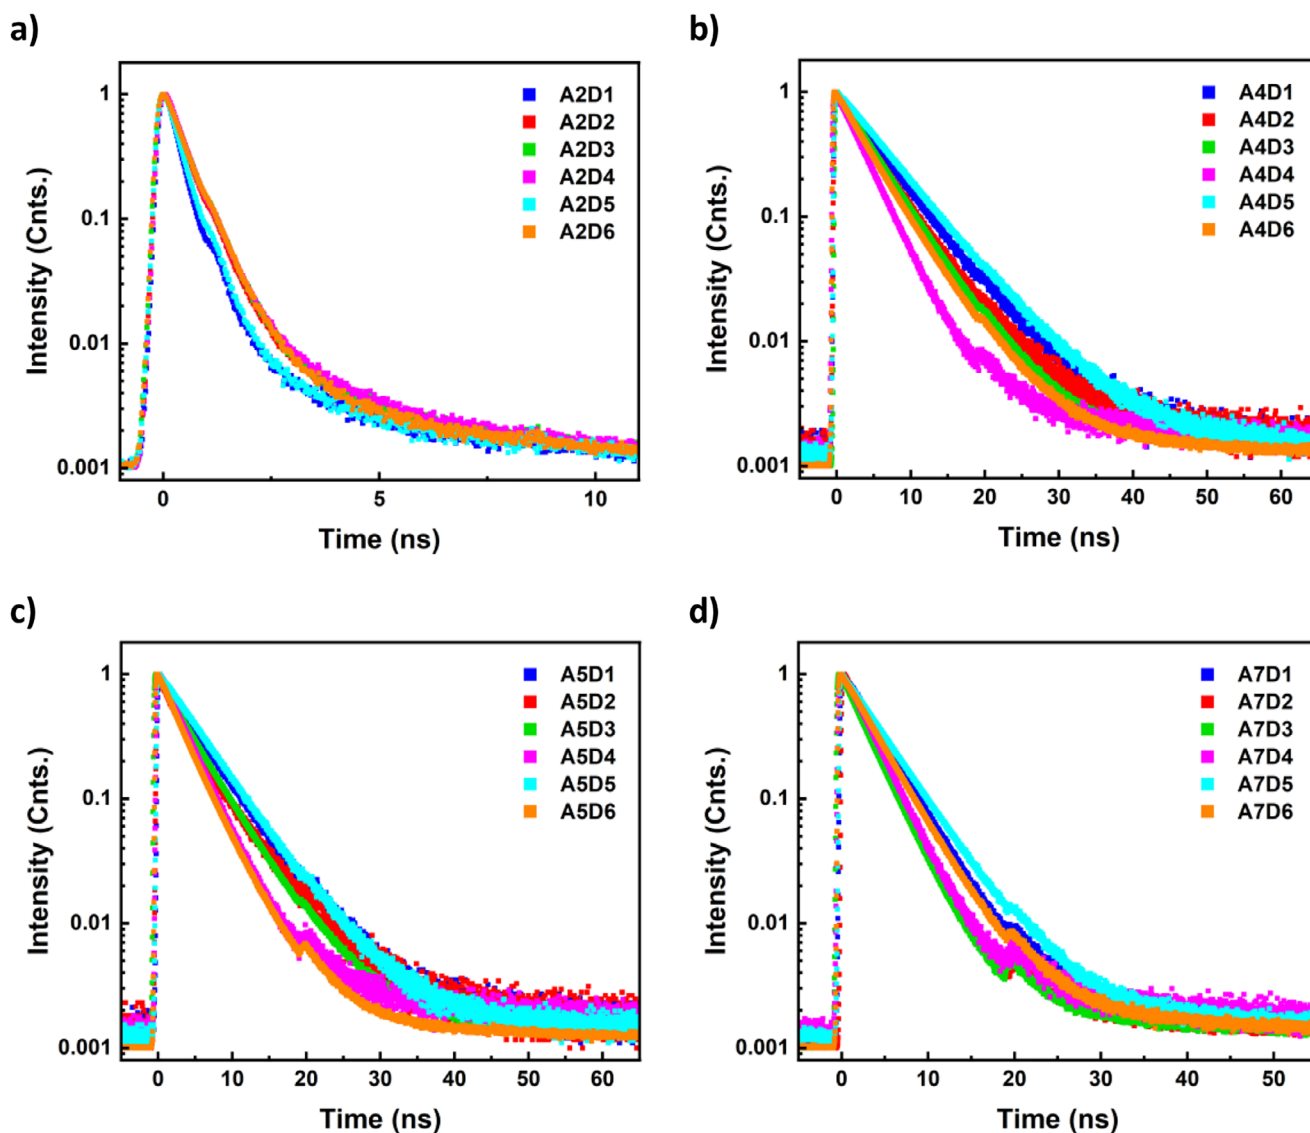 a)
1
0.1
0.01
0.001
Intensity (Cnts.)
A2D1
A2D2
A2D3
A2D4
A2D5
A2D6
0 5 10
Time (ns)
b)
1
0.1
0.01
0.001
Intensity (Cnts.)
A4D1
A4D2
A4D3
A4D4
A4D5
A4D6
0 10 20 30 40 50 60
Time (ns)
c)
1
0.1
0.01
0.001
Intensity (Cnts.)
A5D1
A5D2
A5D3
A5D4
A5D5
A5D6
0 10 20 30 40 50 60
Time (ns)
d)
1
0.1
0.01
0.001
Intensity (Cnts.)
A7D1
A7D2
A7D3
A7D4
A7D5
A7D6
0 10 20 30 40 50
Time (ns)